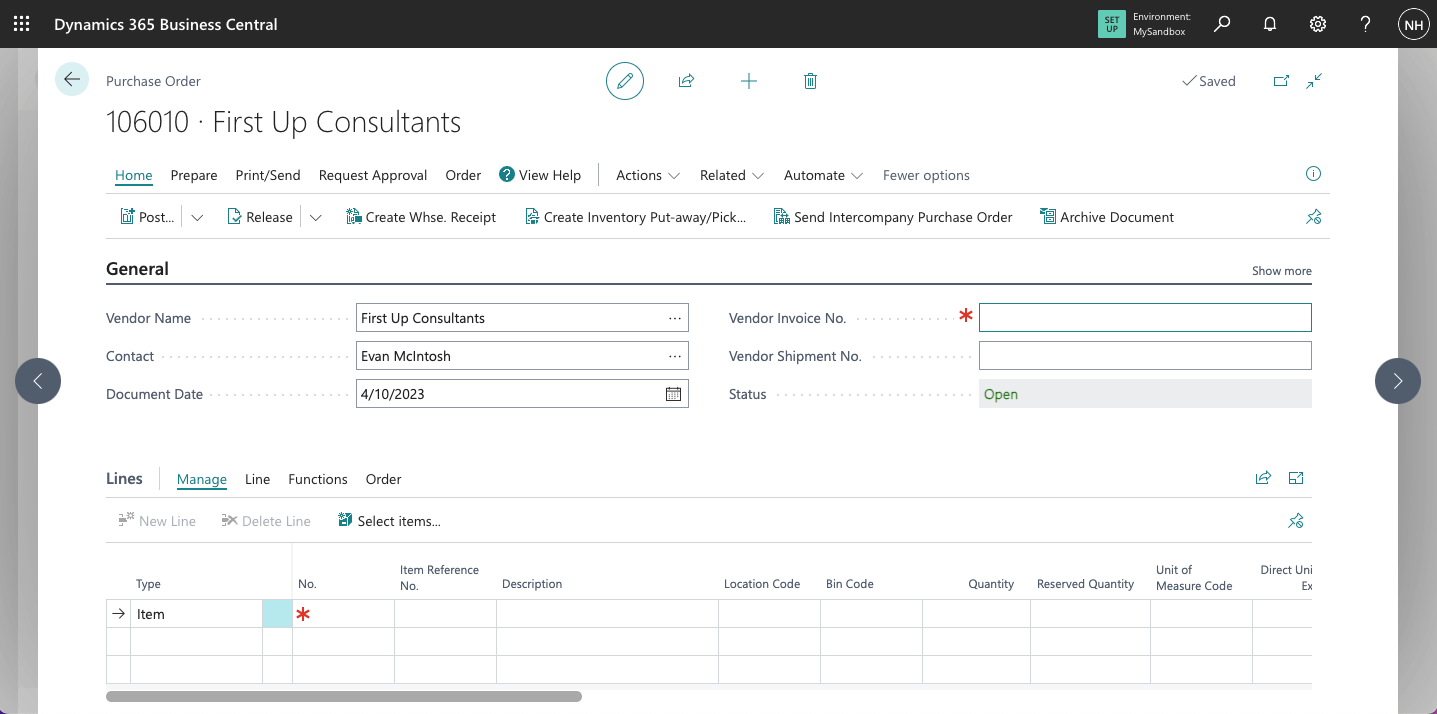 Dynamics 365 Business Central
SET UP
Environment:
MySandbox
?
NH
Purchase Order
Saved
106010 · First Up Consultants
Home Prepare Print/Send Request Approval Order ? View Help Actions Related Automate Fewer options
Post... Release Create Whse. Receipt Create Inventory Put-away/Pick... Send Intercompany Purchase Order Archive Document
General Show more
Vendor Name First Up Consultants ··· Vendor Invoice No. *
Contact Evan McIntosh ··· Vendor Shipment No.
Document Date 4/10/2023 Status Open
Lines Manage Line Functions Order
New Line Delete Line Select items...
Type No. Item Reference No. Description Location Code Bin Code Quantity Reserved Quantity Unit of Measure Code Direct Uni Ex
Item *